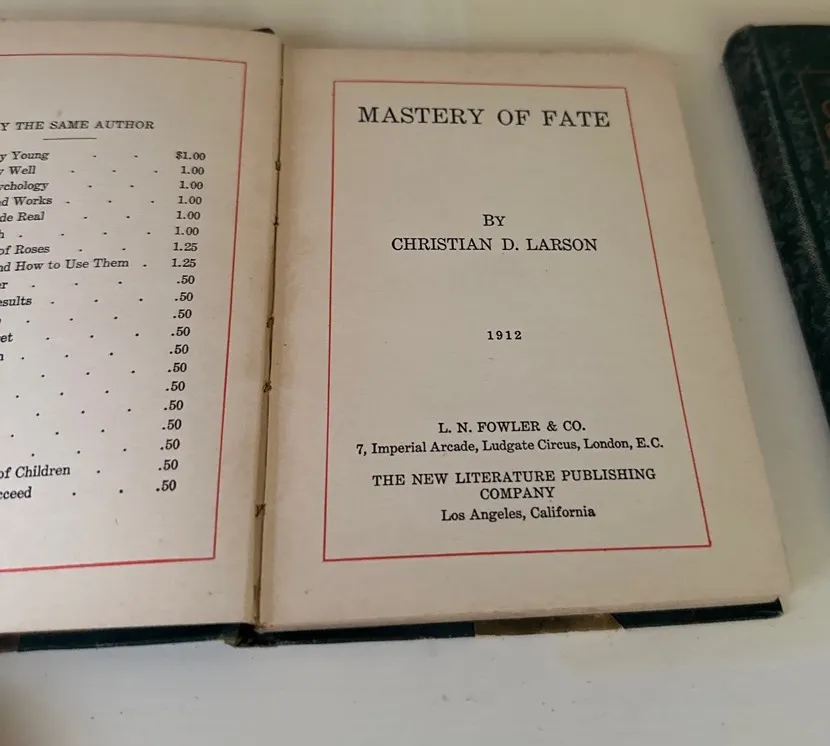 Y THE SAME AUTHOR
y Young - - $1.00
Well - - - 1.00
chology - - 1.00
d Works - - - 1.00
de Real - - 1.00
h . - - - 1.00
of Roses - - 1.25
nd How to Use Them . 1.25
r . . . .50
esults . . . .50
. . . .50
et . . . .50
n . . . . .50
. . . .50
. . . .50
. . . .50
. . . .50
. . . .50
of Children . .50
cceed . . .50
MASTERY OF FATE
BY
CHRISTIAN D. LARSON
1912
L. N. FOWLER & CO.
7, Imperial Arcade, Ludgate Circus, London, E.C.
THE NEW LITERATURE PUBLISHING
COMPANY
Los Angeles, California